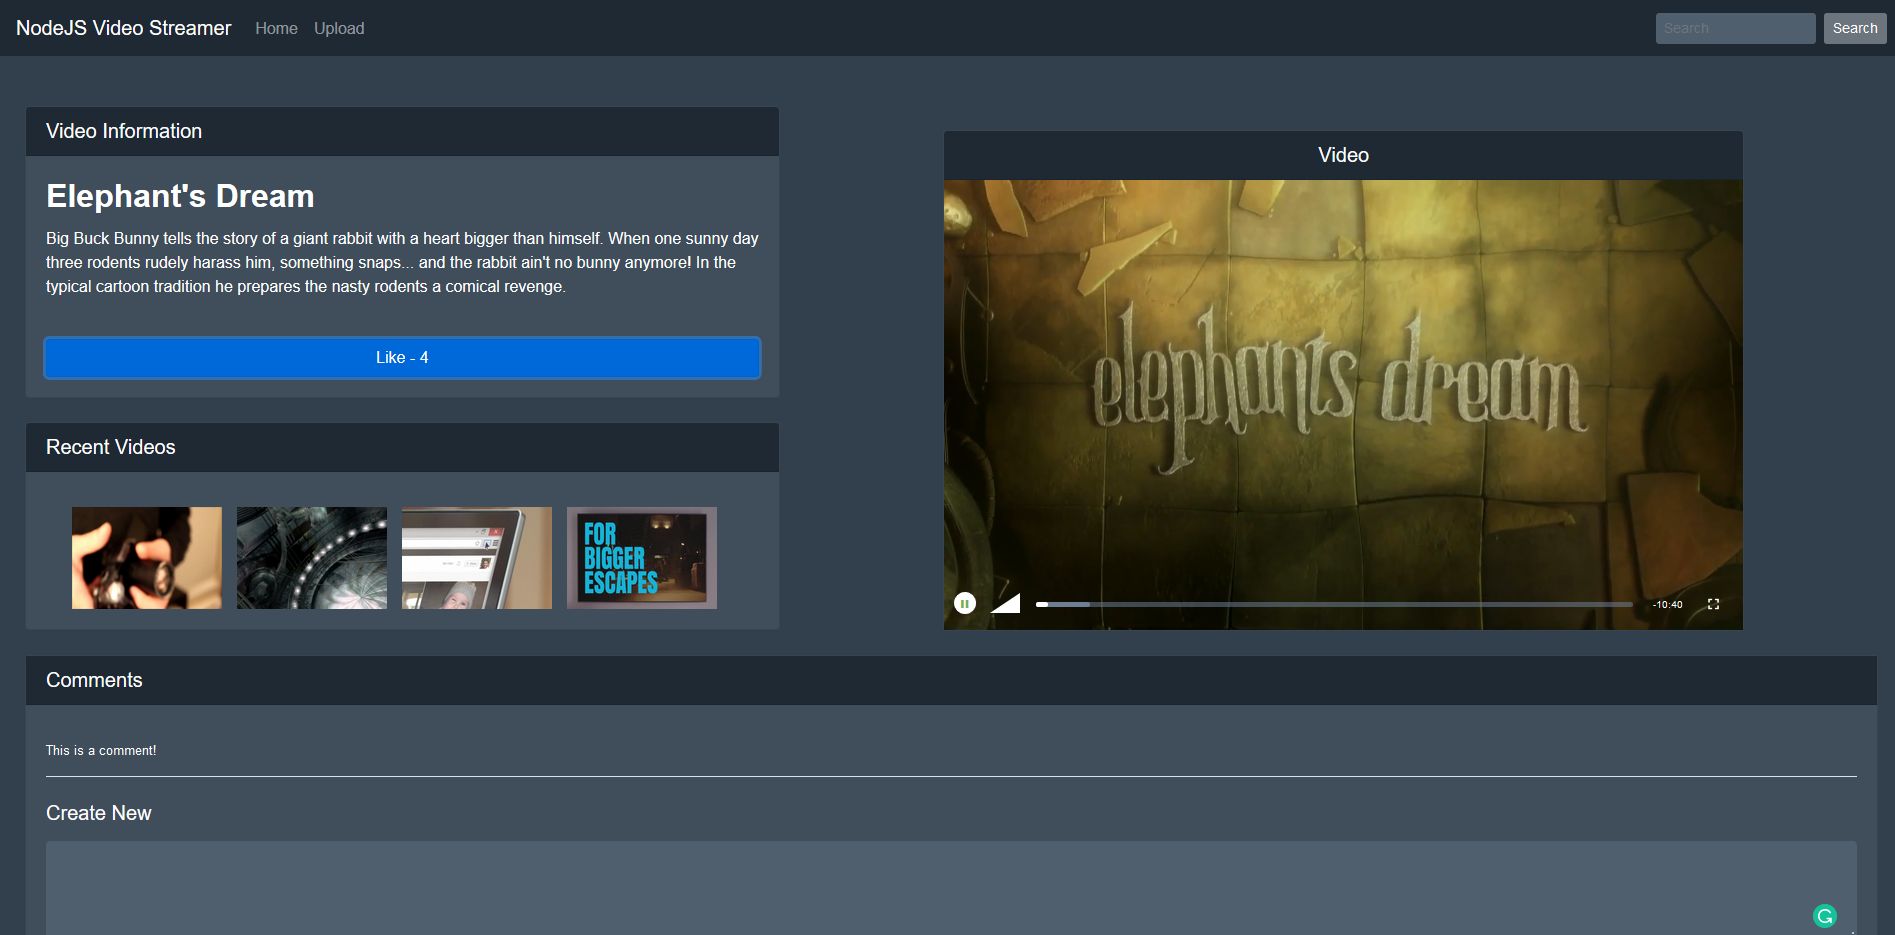 NodeJS Video Streamer
Home
Upload
Search
Search
Video Information
Elephant's Dream
Big Buck Bunny tells the story of a giant rabbit with a heart bigger than himself. When one sunny day
three rodents rudely harass him, something snaps... and the rabbit ain't no bunny anymore! In the
typical cartoon tradition he prepares the nasty rodents a comical revenge.
Like - 4
Recent Videos
FOR
BIGGER
ESCAPES
Video
elephants dream
-10:40
Comments
This is a comment!
Create New